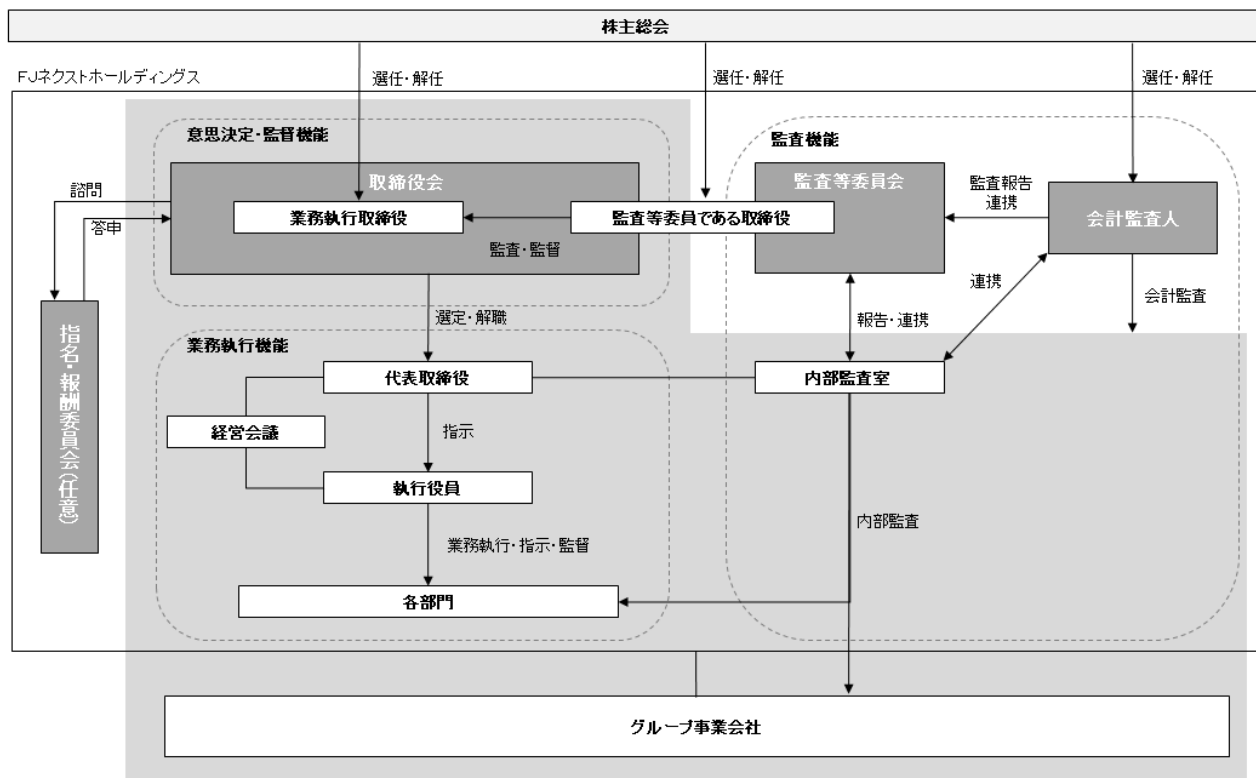 株主総会
FJネクストホールディングス
選任・解任
選任・解任
選任・解任
意思決定・監督機能
監査機能
取締役会
監査等委員会
業務執行取締役
監査等委員である取締役
監査・監督
監査報告
連携
会計監査人
諮問
答申
指名・報酬委員会(任意)
選定・解職
報告・連携
連携
会計監査
業務執行機能
代表取締役
内部監査室
経営会議
指示
執行役員
業務執行・指示・監督
内部監査
各部門
グループ事業会社